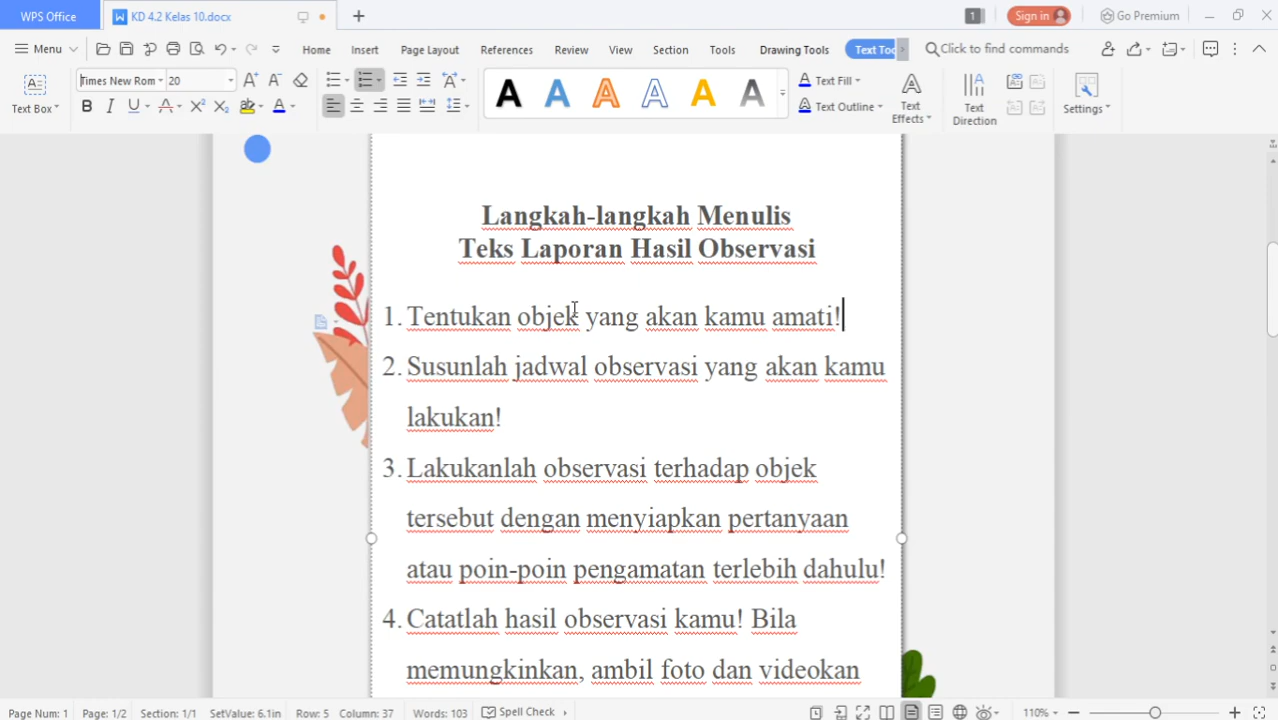 WPS Office
KD 4.2 Kelas 10.docx
1
Sign in
Go Premium
Menu
Home
Insert
Page Layout
References
Review
View
Section
Tools
Drawing Tools
Text Too
Click to find commands
Text Box
Times New Rom
20
A A A A A A
Text Fill
Text Outline
Text Effects
Text Direction
Settings
Langkah-langkah Menulis
Teks Laporan Hasil Observasi
1. Tentukan objek yang akan kamu amati!
2. Susunlah jadwal observasi yang akan kamu
lakukan!
3. Lakukanlah observasi terhadap objek
tersebut dengan menyiapkan pertanyaan
atau poin-poin pengamatan terlebih dahulu!
4. Catatlah hasil observasi kamu! Bila
memungkinkan, ambil foto dan videokan
Page Num: 1
Page: 1/2
Section: 1/1
SetValue: 6.1in
Row: 5
Column: 37
Words: 103
Spell Check
110%